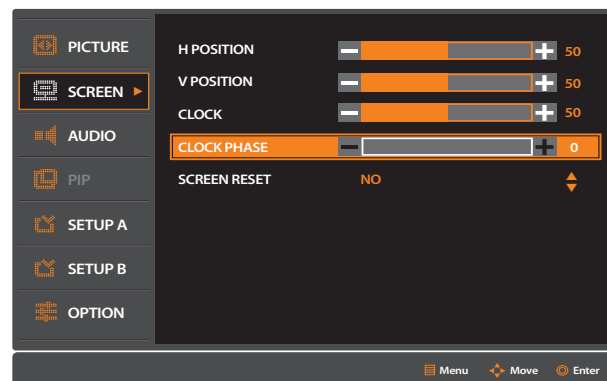 PICTURE
SCREEN
AUDIO
PIP
SETUP A
SETUP B
OPTION
H POSITION 50
V POSITION 50
CLOCK 50
CLOCK PHASE 0
SCREEN RESET NO
Menu Move Enter